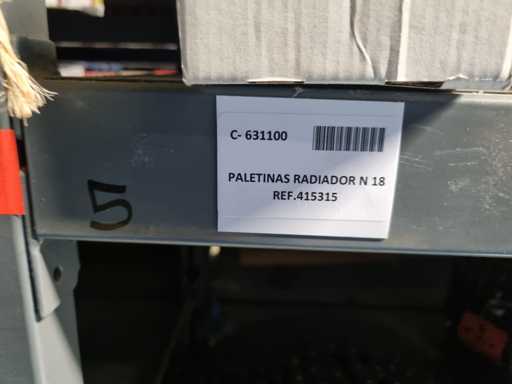 C- 631100
PALETINAS RADIADOR N 18
REF.415315
5